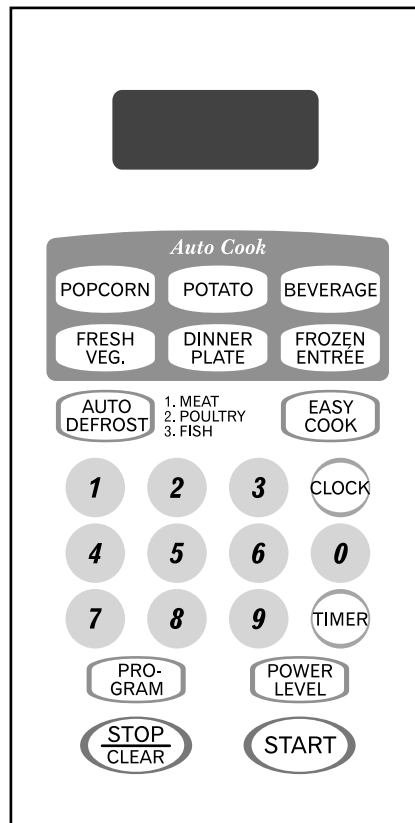 Auto Cook
POPCORN POTATO BEVERAGE
FRESH DINNER FROZEN
VEG. PLATE ENTRÉE
AUTO
DEFROST
1. MEAT
2. POULTRY
3. FISH
EASY
COOK
1 2 3 CLOCK
4 5 6 0
7 8 9 TIMER
PRO-
GRAM
POWER
LEVEL
STOP
CLEAR
START